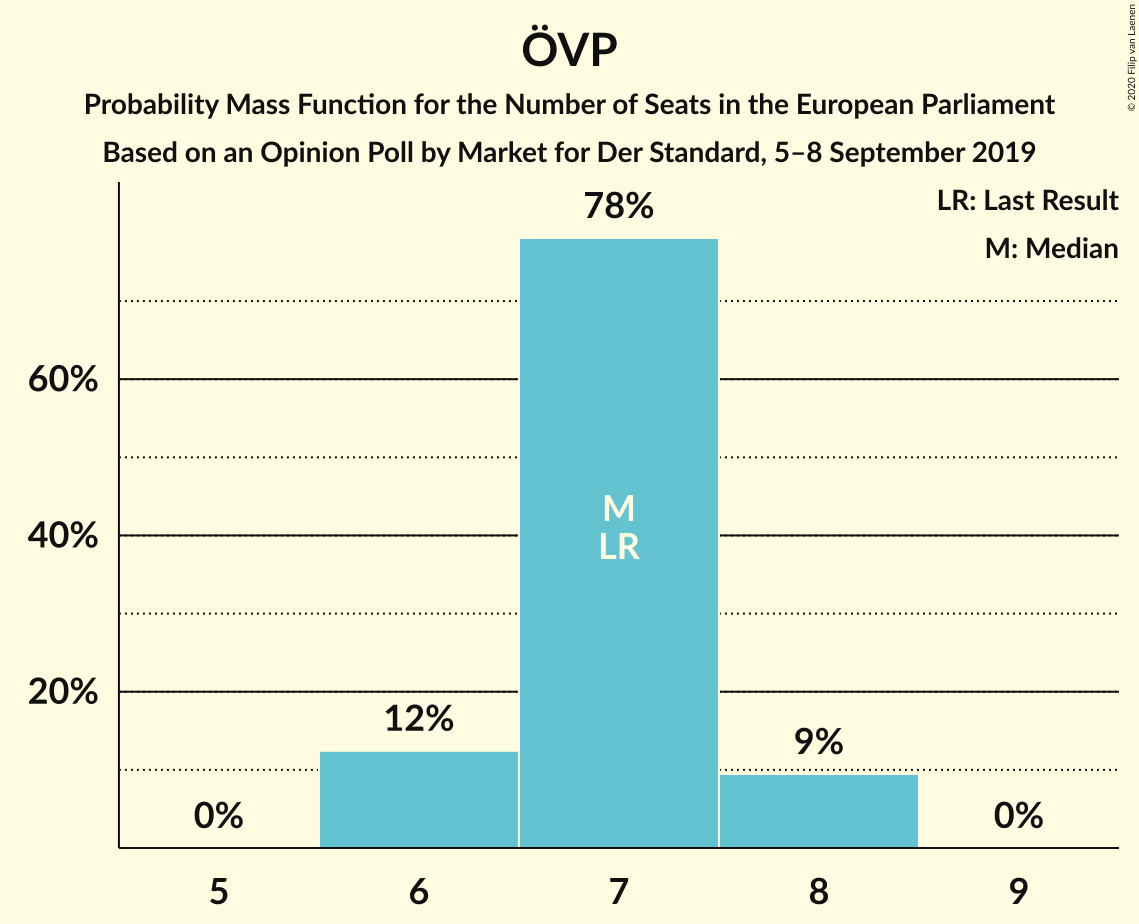 ÖVP
Probability Mass Function for the Number of Seats in the European Parliament
Based on an Opinion Poll by Market for Der Standard, 5–8 September 2019
© 2020 Filip van Laenen
LR: Last Result
M: Median
78%
60%
M
40%
LR
20%
12%
9%
0%
0%
5
6
7
8
9